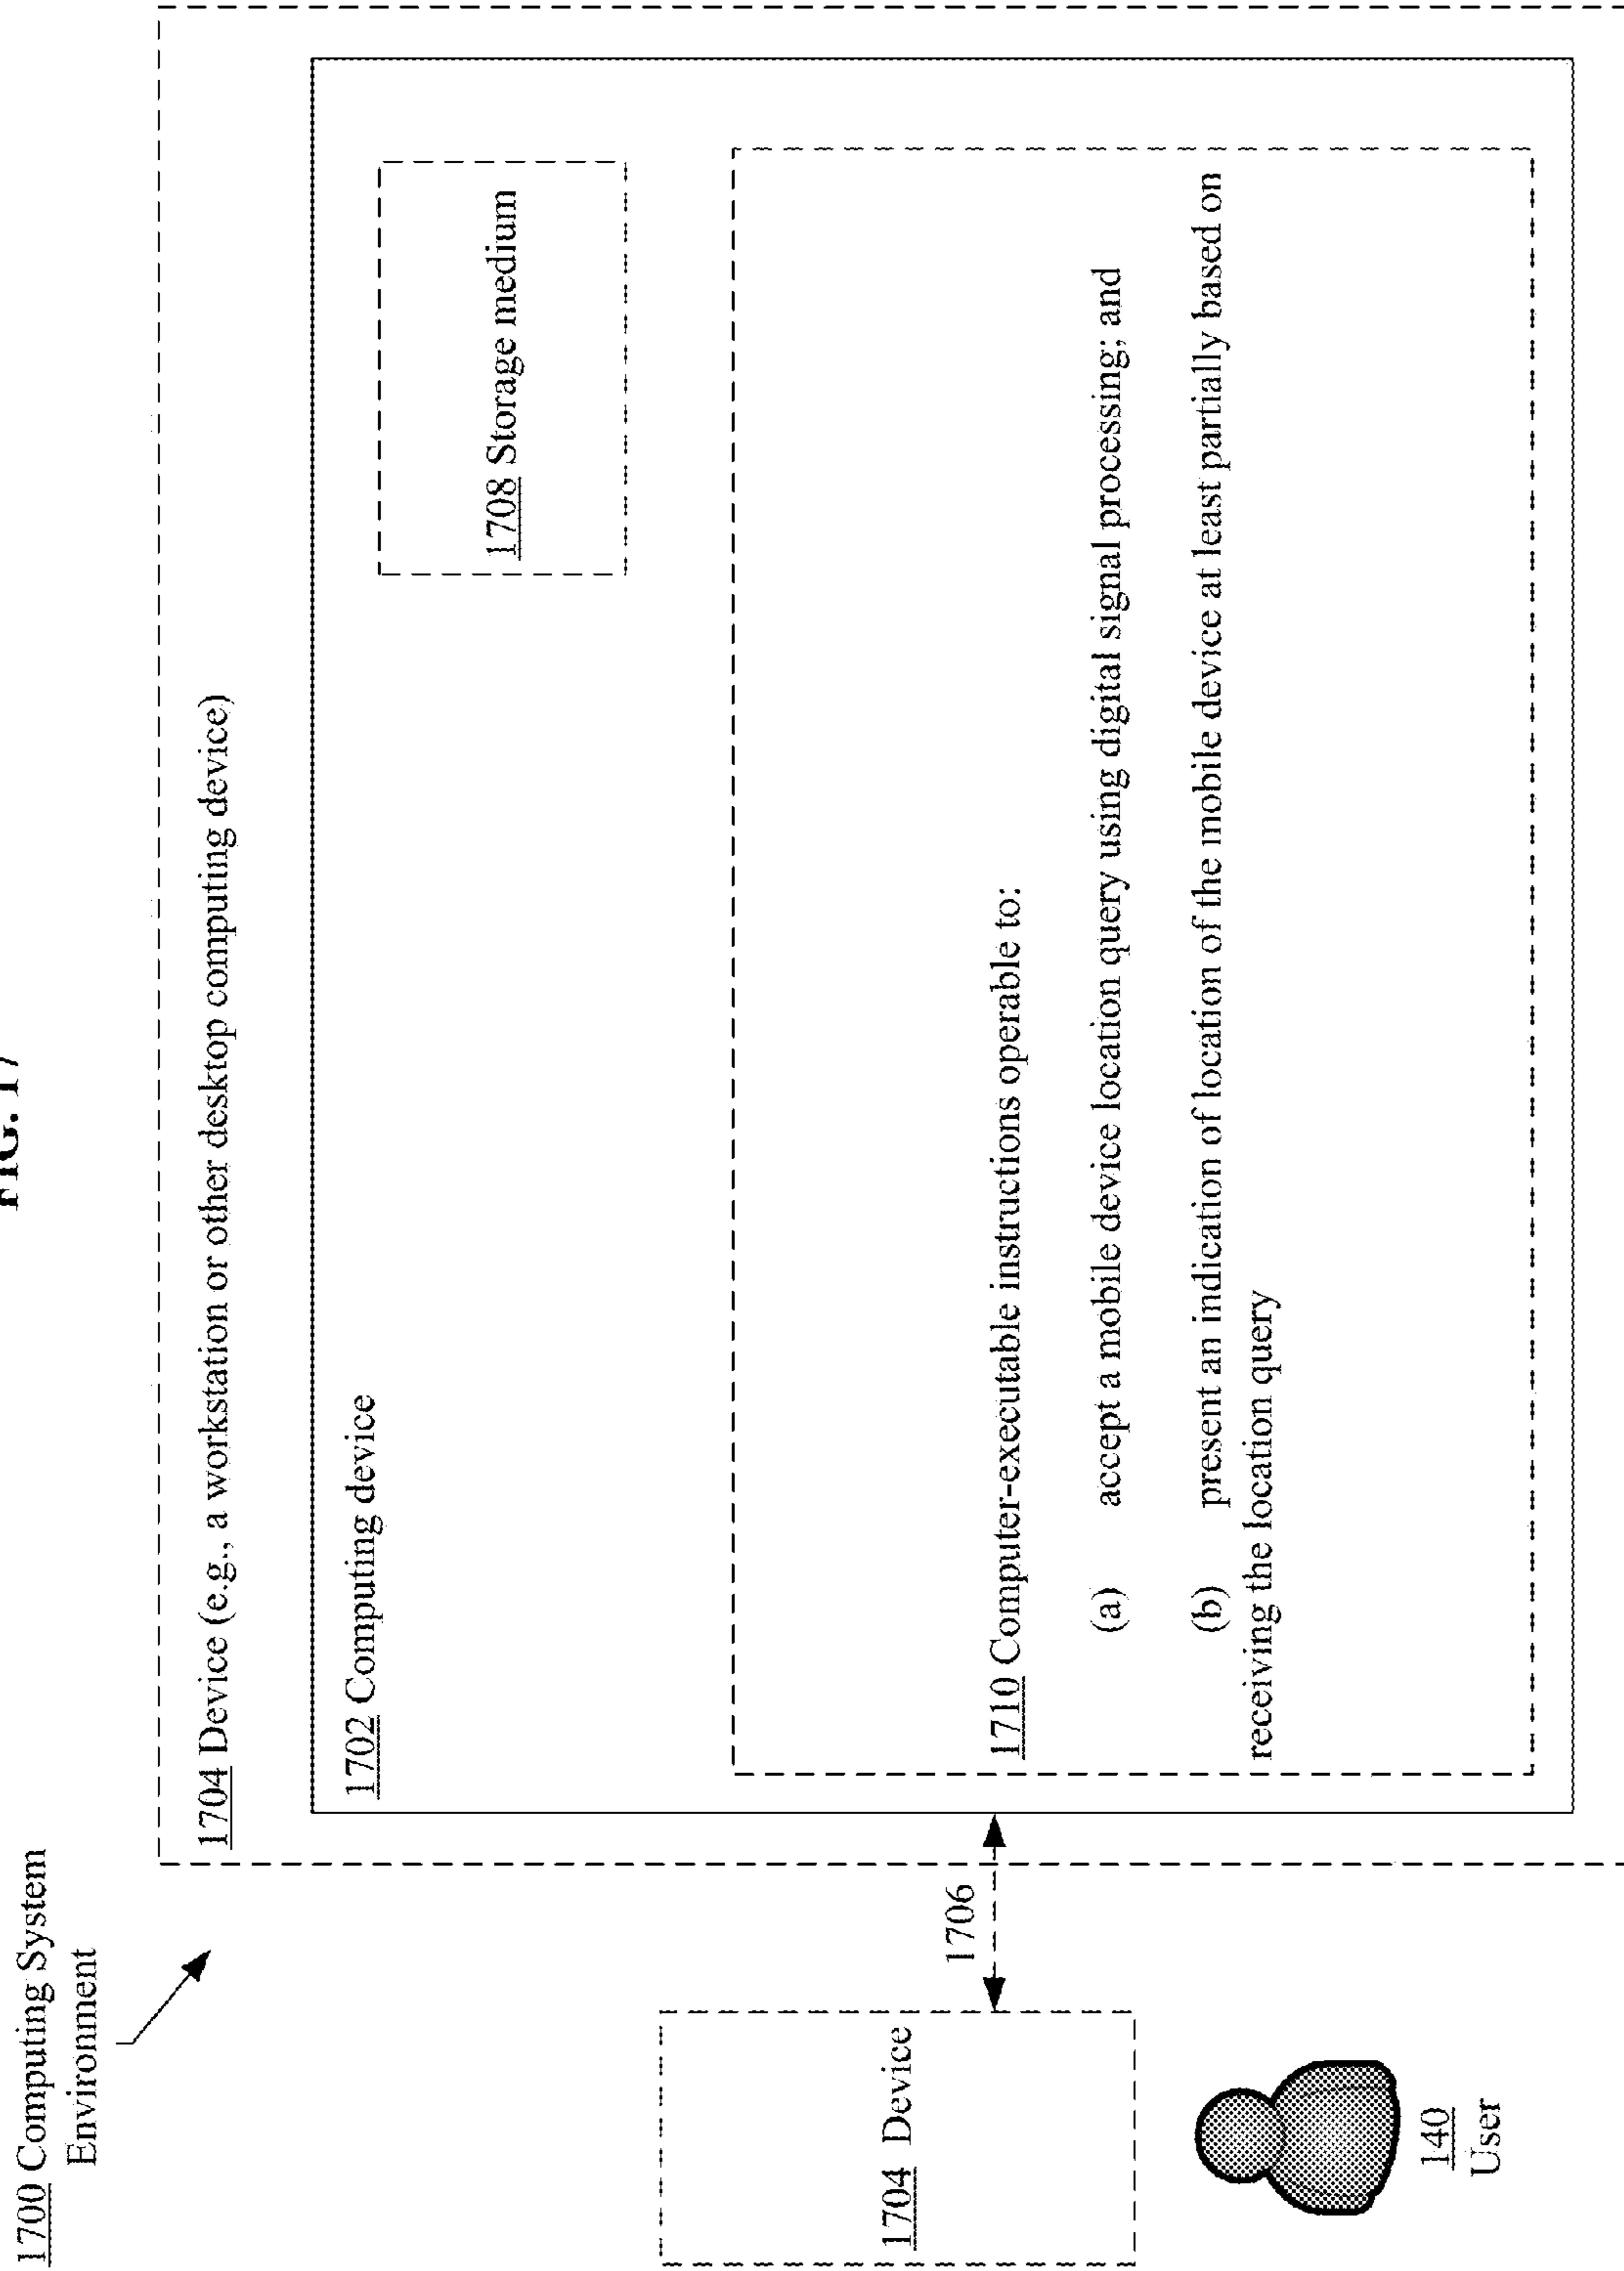 FIG. 17
1700 Computing System
Environment
1704 Device (e.g., a workstation or other desktop computing device)
1702 Computing device
1708 Storage medium
1710 Computer-executable instructions operable to:
(a) accept a mobile device location query using digital signal processing; and
(b) present an indication of location of the mobile device at least partially based on
receiving the location query
1706
1704 Device
140
User